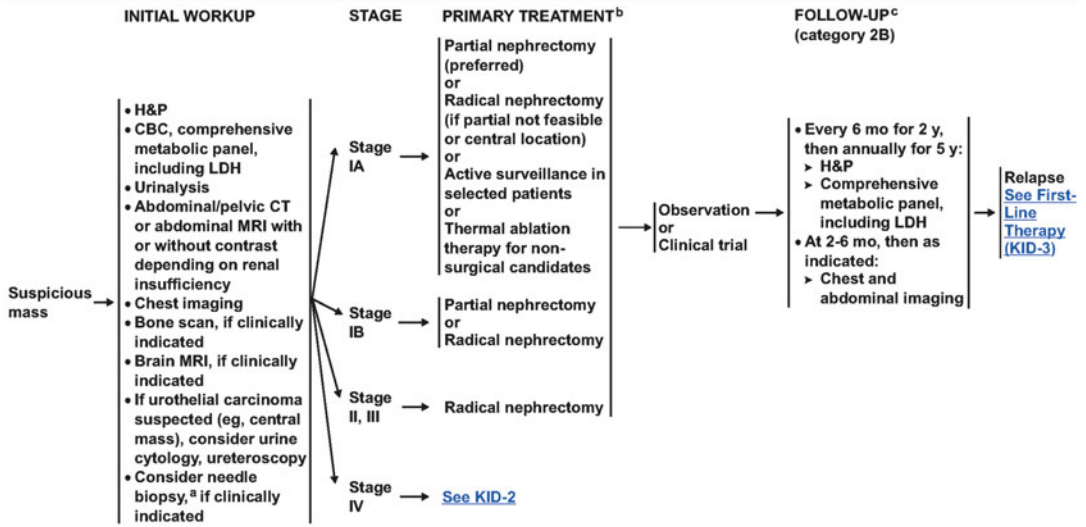 INITIAL WORKUP
STAGE
PRIMARY TREATMENTb
FOLLOW-UPc
(category 2B)
Suspicious
mass
• H&P
• CBC, comprehensive
metabolic panel,
including LDH
• Urinalysis
• Abdominal/pelvic CT
or abdominal MRI with
or without contrast
depending on renal
insufficiency
• Chest imaging
• Bone scan, if clinically
indicated
• Brain MRI, if clinically
indicated
• If urothelial carcinoma
suspected (eg, central
mass), consider urine
cytology, ureteroscopy
• Consider needle
biopsy,a if clinically
indicated
Stage
IA
Partial nephrectomy
(preferred)
or
Radical nephrectomy
(if partial not feasible
or central location)
or
Active surveillance in
selected patients
or
Thermal ablation
therapy for non-
surgical candidates
Stage
IB
Partial nephrectomy
or
Radical nephrectomy
Stage
II, III
Radical nephrectomy
Stage
IV
See KID-2
Observation
or
Clinical trial
• Every 6 mo for 2 y,
then annually for 5 y:
➤ H&P
➤ Comprehensive
metabolic panel,
including LDH
• At 2-6 mo, then as
indicated:
➤ Chest and
abdominal imaging
Relapse
See First-
Line
Therapy
(KID-3)